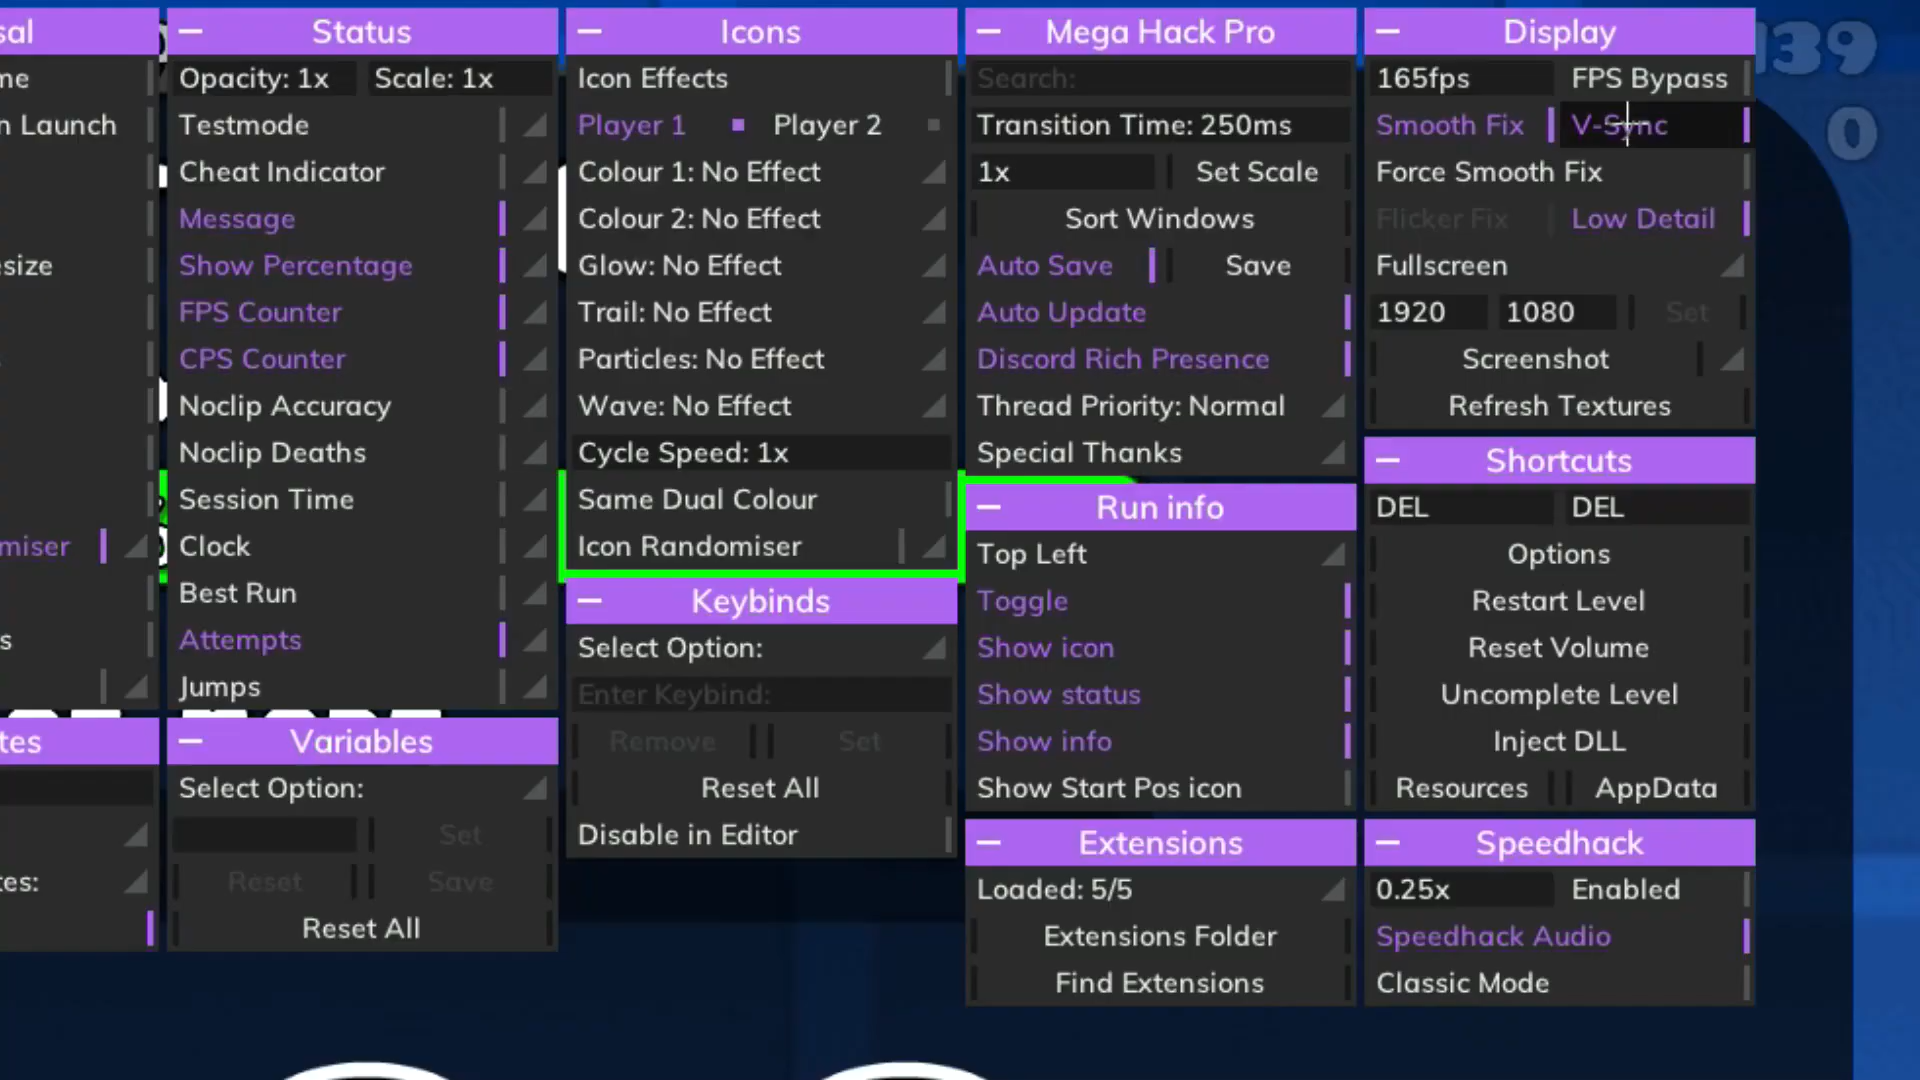 sal
me
n Launch
esize
miser
s
tes
tes:
Status
Opacity: 1x Scale: 1x
Testmode
Cheat Indicator
Message
Show Percentage
FPS Counter
CPS Counter
Noclip Accuracy
Noclip Deaths
Session Time
Clock
Best Run
Attempts
Jumps
Variables
Select Option:
Set
Reset Save
Reset All
Icons
Icon Effects
Player 1 Player 2
Colour 1: No Effect
Colour 2: No Effect
Glow: No Effect
Trail: No Effect
Particles: No Effect
Wave: No Effect
Cycle Speed: 1x
Same Dual Colour
Icon Randomiser
Keybinds
Select Option:
Enter Keybind:
Remove Set
Reset All
Disable in Editor
Mega Hack Pro
Search:
Transition Time: 250ms
1x Set Scale
Sort Windows
Auto Save Save
Auto Update
Discord Rich Presence
Thread Priority: Normal
Special Thanks
Run info
Top Left
Toggle
Show icon
Show status
Show info
Show Start Pos icon
Extensions
Loaded: 5/5
Extensions Folder
Find Extensions
Display
165fps FPS Bypass
Smooth Fix V-Sync
Force Smooth Fix
Flicker Fix Low Detail
Fullscreen
1920 1080 Set
Screenshot
Refresh Textures
Shortcuts
DEL DEL
Options
Restart Level
Reset Volume
Uncomplete Level
Inject DLL
Resources AppData
Speedhack
0.25x Enabled
Speedhack Audio
Classic Mode
139
0